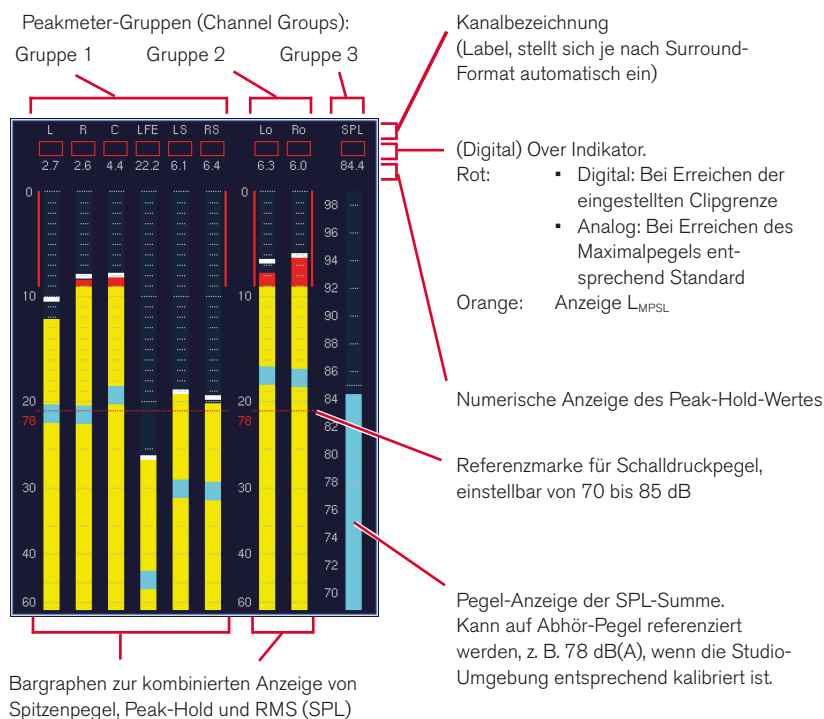 Peakmeter-Gruppen (Channel Groups):
Gruppe 1
Gruppe 2
Gruppe 3
Kanalbezeichnung
(Label, stellt sich je nach Surround-
Format automatisch ein)
L R C LFE LS RS Lo Ro SPL
2.7 2.6 4.4 22.2 6.1 6.4 6.3 6.0 84.4
(Digital) Over Indikator.
Rot: ▪ Digital: Bei Erreichen der
eingestellten Clipgrenze
▪ Analog: Bei Erreichen des
Maximalpegels ent-
sprechend Standard
Orange: Anzeige LMPSL
Numerische Anzeige des Peak-Hold-Wertes
Referenzmarke für Schalldruckpegel,
einstellbar von 70 bis 85 dB
Pegel-Anzeige der SPL-Summe.
Kann auf Abhör-Pegel referenziert
werden, z. B. 78 dB(A), wenn die Studio-
Umgebung entsprechend kalibriert ist.
0
10
20
78
30
40
60
0
10
20
78
30
40
60
98
96
94
92
90
88
86
84
82
80
78
76
74
72
70
Bargraphen zur kombinierten Anzeige von
Spitzenpegel, Peak-Hold und RMS (SPL)